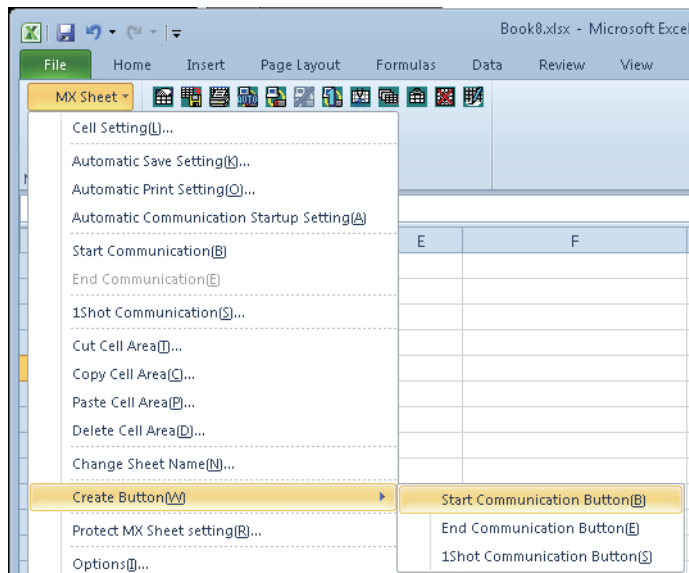 Book8.xlsx - Microsoft Exce
File Home Insert Page Layout Formulas Data Review View
MX Sheet
AUTO
Cell Setting(L)...
Automatic Save Setting(K)...
Automatic Print Setting(O)...
Automatic Communication Startup Setting(A)
Start Communication(B)
End Communication(E)
1Shot Communication(S)...
Cut Cell Area(T)...
Copy Cell Area(C)...
Paste Cell Area(P)...
Delete Cell Area(D)...
Change Sheet Name(N)...
Create Button(W)
Protect MX Sheet setting(R)...
Options(I)...
E F
Start Communication Button(B)
End Communication Button(E)
1Shot Communication Button(S)